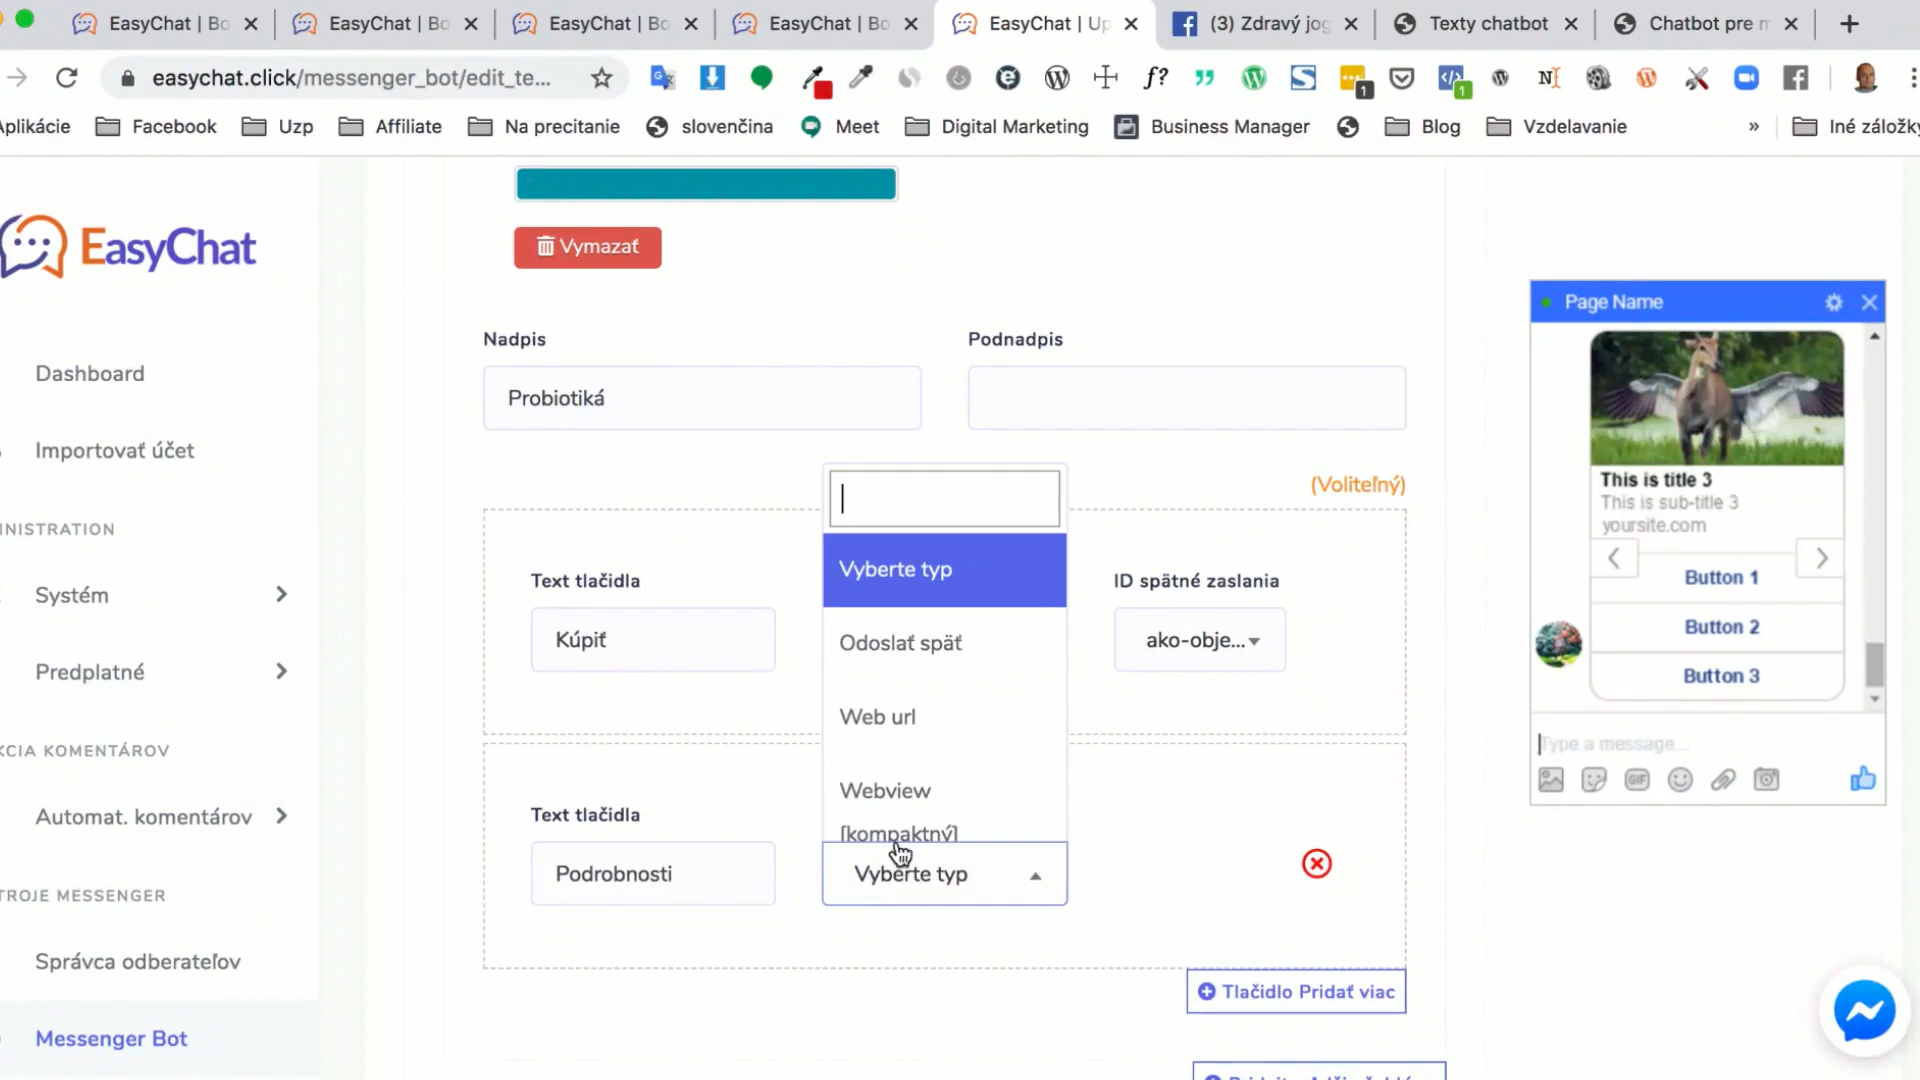 EasyChat | Bo
EasyChat | Bo
EasyChat | Bo
EasyChat | Bo
EasyChat | Up
(3) Zdravý jog
Texty chatbot
Chatbot pre m
easychat.click/messenger_bot/edit_te...
Aplikácie
Facebook
Uzp
Affiliate
Na precitanie
slovenčina
Meet
Digital Marketing
Business Manager
Blog
Vzdelavanie
»
Iné záložky
EasyChat
Dashboard
Importovať účet
INISTRATION
Systém
Predplatné
KCIA KOMENTÁROV
Automat. komentárov
TROJE MESSENGER
Správca odberateľov
Messenger Bot
Vymazať
Nadpis
Podnadpis
Probiotiká
(Voliteľný)
Text tlačidla
ID spätné zaslania
Kúpiť
ako-obje...
Vyberte typ
Odoslať späť
Web url
Webview
[kompaktný]
Text tlačidla
Podrobnosti
Vyberte typ
Tlačidlo Pridať viac
Page Name
This is title 3
This is sub-title 3
yoursite.com
Button 1
Button 2
Button 3
Type a message...
GIF